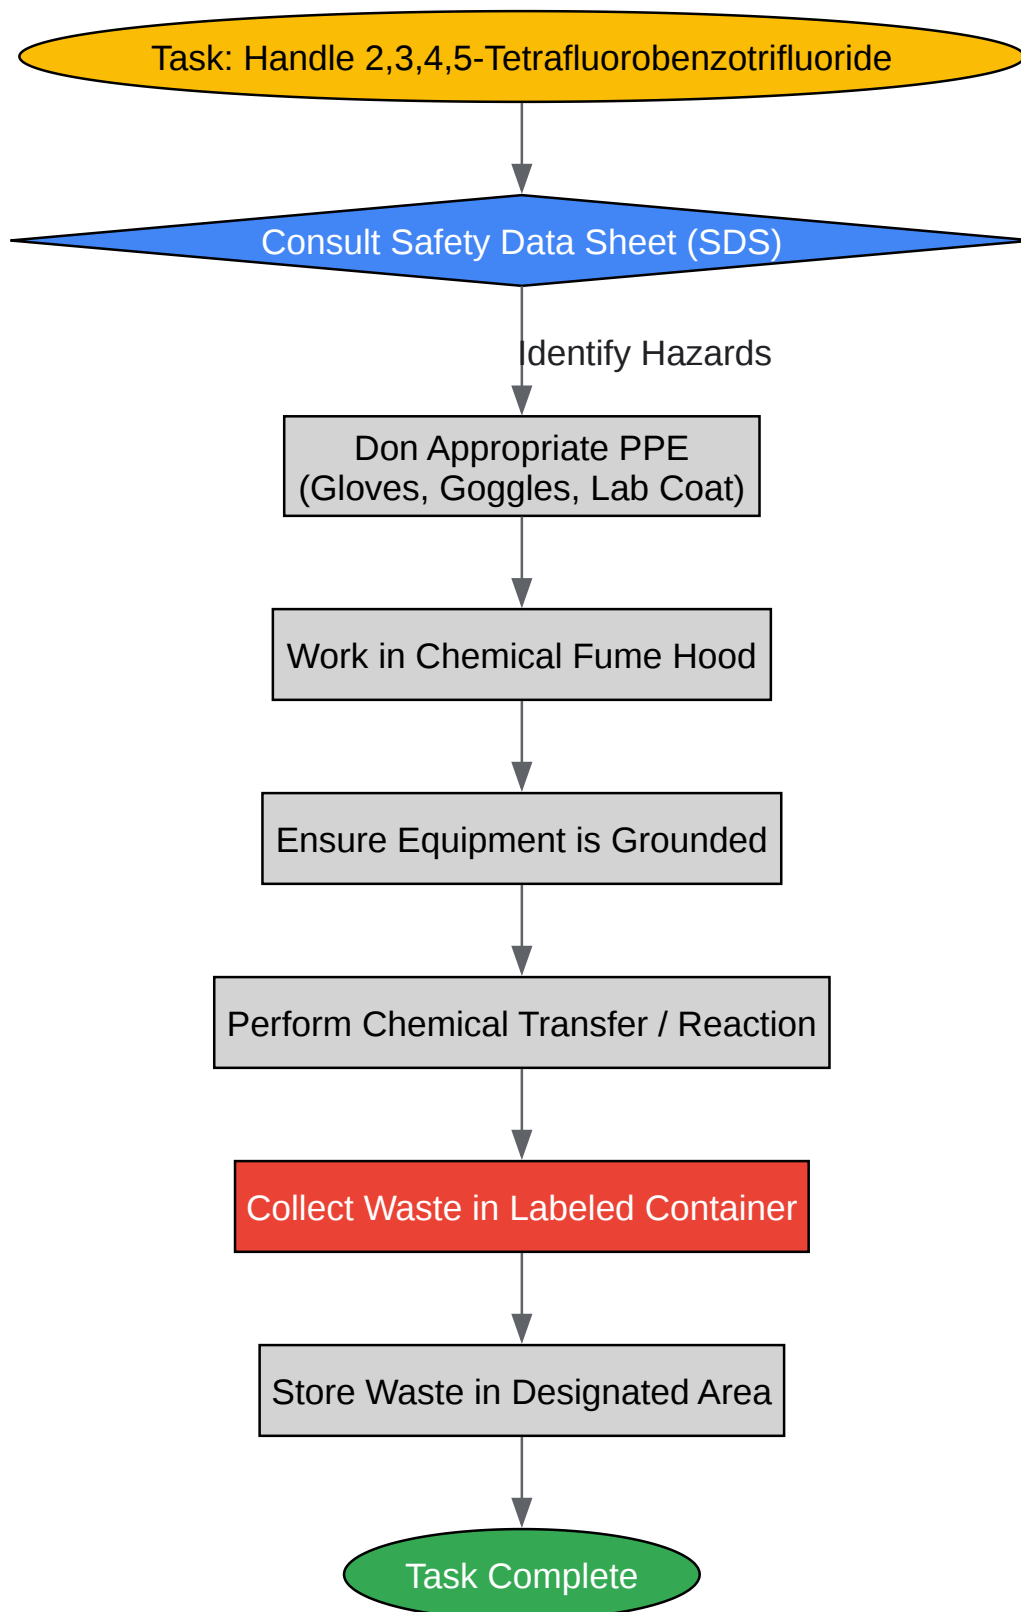 Task: Handle 2,3,4,5-Tetrafluorobenzotrifluoride
Consult Safety Data Sheet (SDS)
Identify Hazards
Don Appropriate PPE
(Gloves, Goggles, Lab Coat)
Work in Chemical Fume Hood
Ensure Equipment is Grounded
Perform Chemical Transfer / Reaction
Collect Waste in Labeled Container
Store Waste in Designated Area
Task Complete